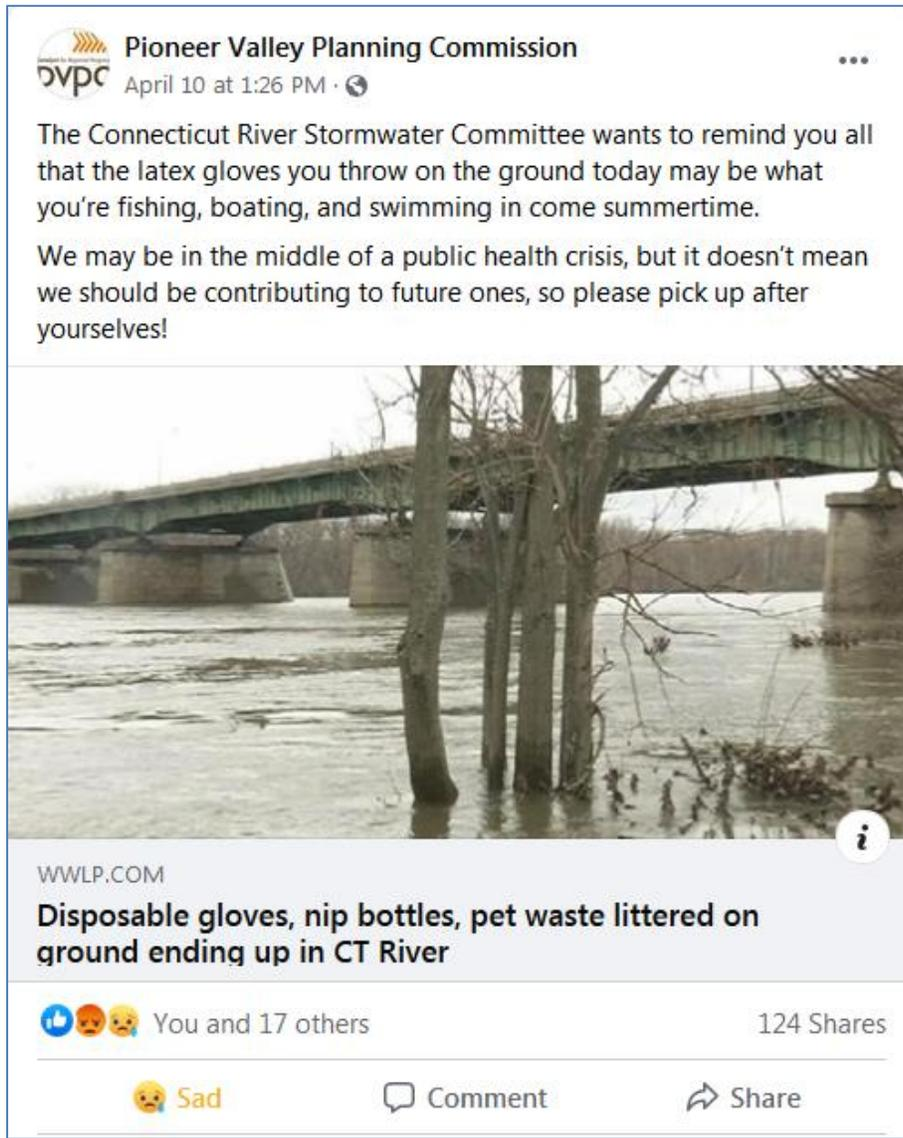 Pioneer Valley Planning Commission
pvpc
April 10 at 1:26 PM ·
The Connecticut River Stormwater Committee wants to remind you all
that the latex gloves you throw on the ground today may be what
you're fishing, boating, and swimming in come summertime.
We may be in the middle of a public health crisis, but it doesn't mean
we should be contributing to future ones, so please pick up after
yourselves!
i
WWLP.COM
Disposable gloves, nip bottles, pet waste littered on
ground ending up in CT River
You and 17 others
124 Shares
Sad
Comment
Share